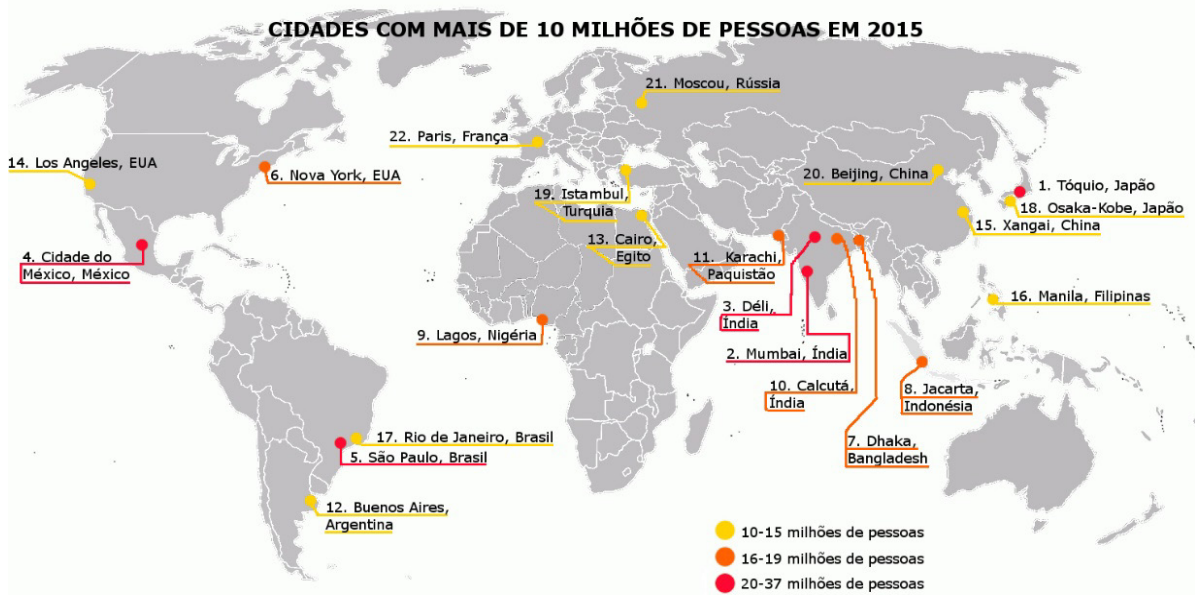 CIDADES COM MAIS DE 10 MILHÕES DE PESSOAS EM 2015
21. Moscou, Rússia
22. Paris, França
14. Los Angeles, EUA
6. Nova York, EUA
20. Beijing, China
1. Tóquio, Japão
19. Istambul,
Turquia
18. Osaka-Kobe, Japão
15. Xangai, China
13. Cairo,
Egito
4. Cidade do
México, México
11. Karachi,
Paquistão
16. Manila, Filipinas
3. Déli,
Índia
9. Lagos, Nigéria
2. Mumbai, Índia
10. Calcutá,
Índia
8. Jacarta,
Indonésia
17. Rio de Janeiro, Brasil
5. São Paulo, Brasil
7. Dhaka,
Bangladesh
12. Buenos Aires,
Argentina
10-15 milhões de pessoas
16-19 milhões de pessoas
20-37 milhões de pessoas